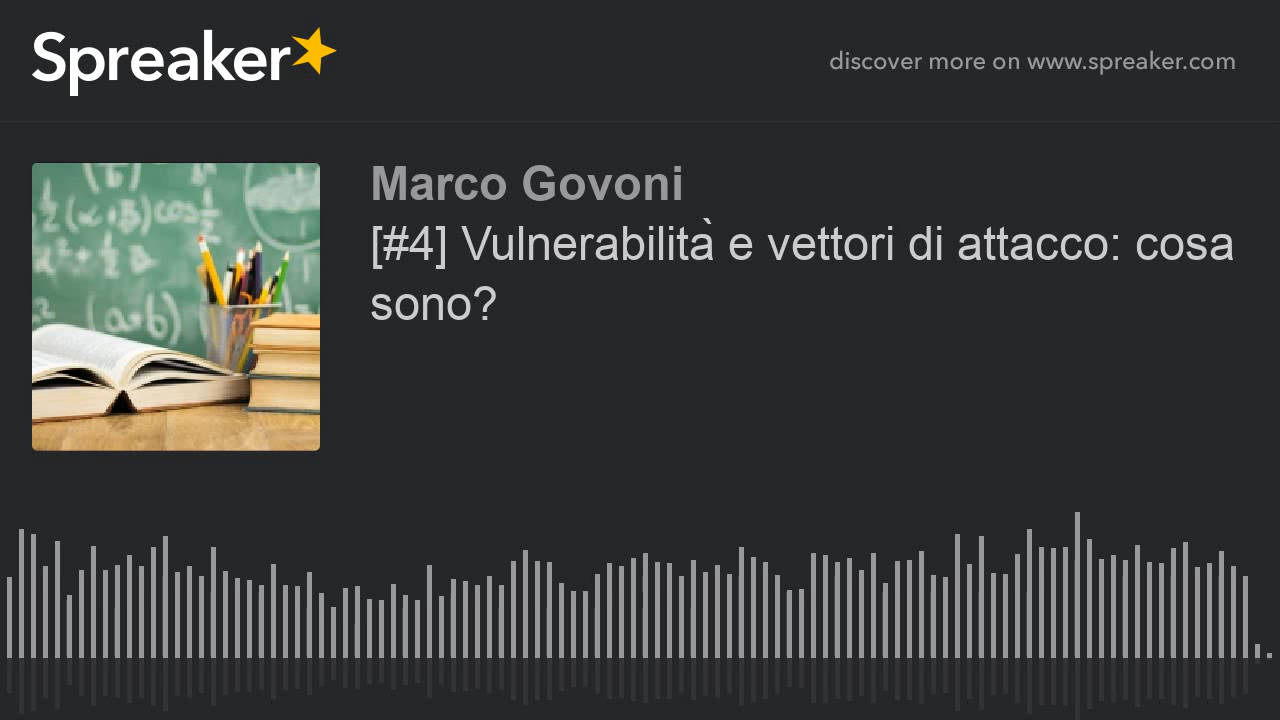 Spreaker
discover more on www.spreaker.com
Marco Govoni
[#4] Vulnerabilità e vettori di attacco: cosa
sono?